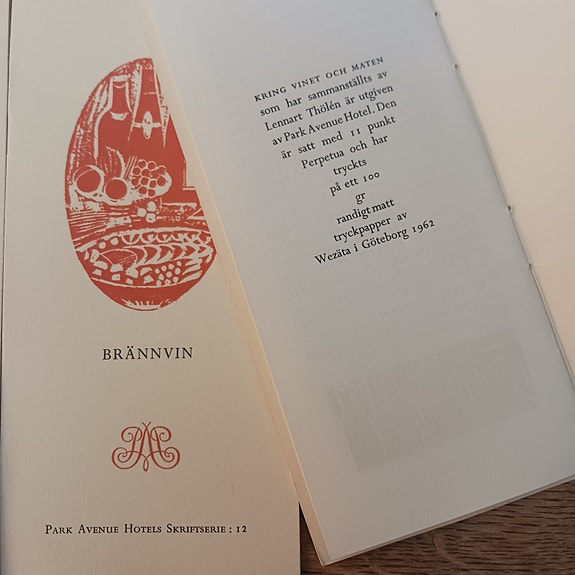 BRÄNNVIN
PARK AVENUE HOTELS SKRIFTSERIE : 12
KRING VINET OCH MATEN
som har sammanställts av
Lennart Thölén är utgiven
av Park Avenue Hotel. Den
är satt med 11 punkt
Perpetua och har
tryckts
på ett 100
gr
randigt matt
tryckpapper av
Wezäta i Göteborg 1962